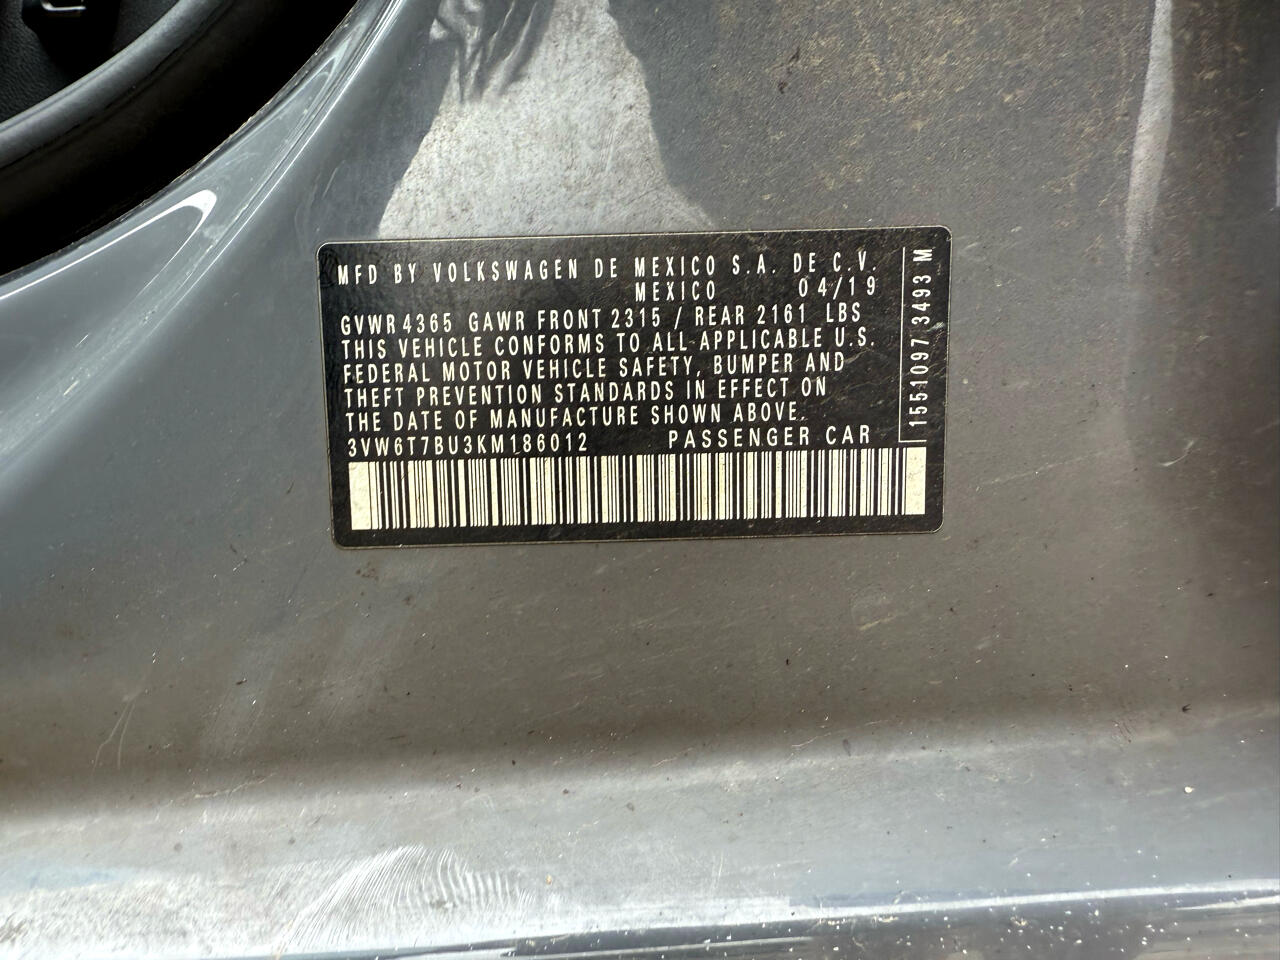 MFD BY VOLKSWAGEN DE MEXICO S.A. DE C.V.
MEXICO 04/19
GVWR 4365 GAWR FRONT 2315 / REAR 2161 LBS
THIS VEHICLE CONFORMS TO ALL APPLICABLE U.S.
FEDERAL MOTOR VEHICLE SAFETY, BUMPER AND
THEFT PREVENTION STANDARDS IN EFFECT ON
THE DATE OF MANUFACTURE SHOWN ABOVE.
3VW6T7BU3KM186012 PASSENGER CAR
1551097 3493 M